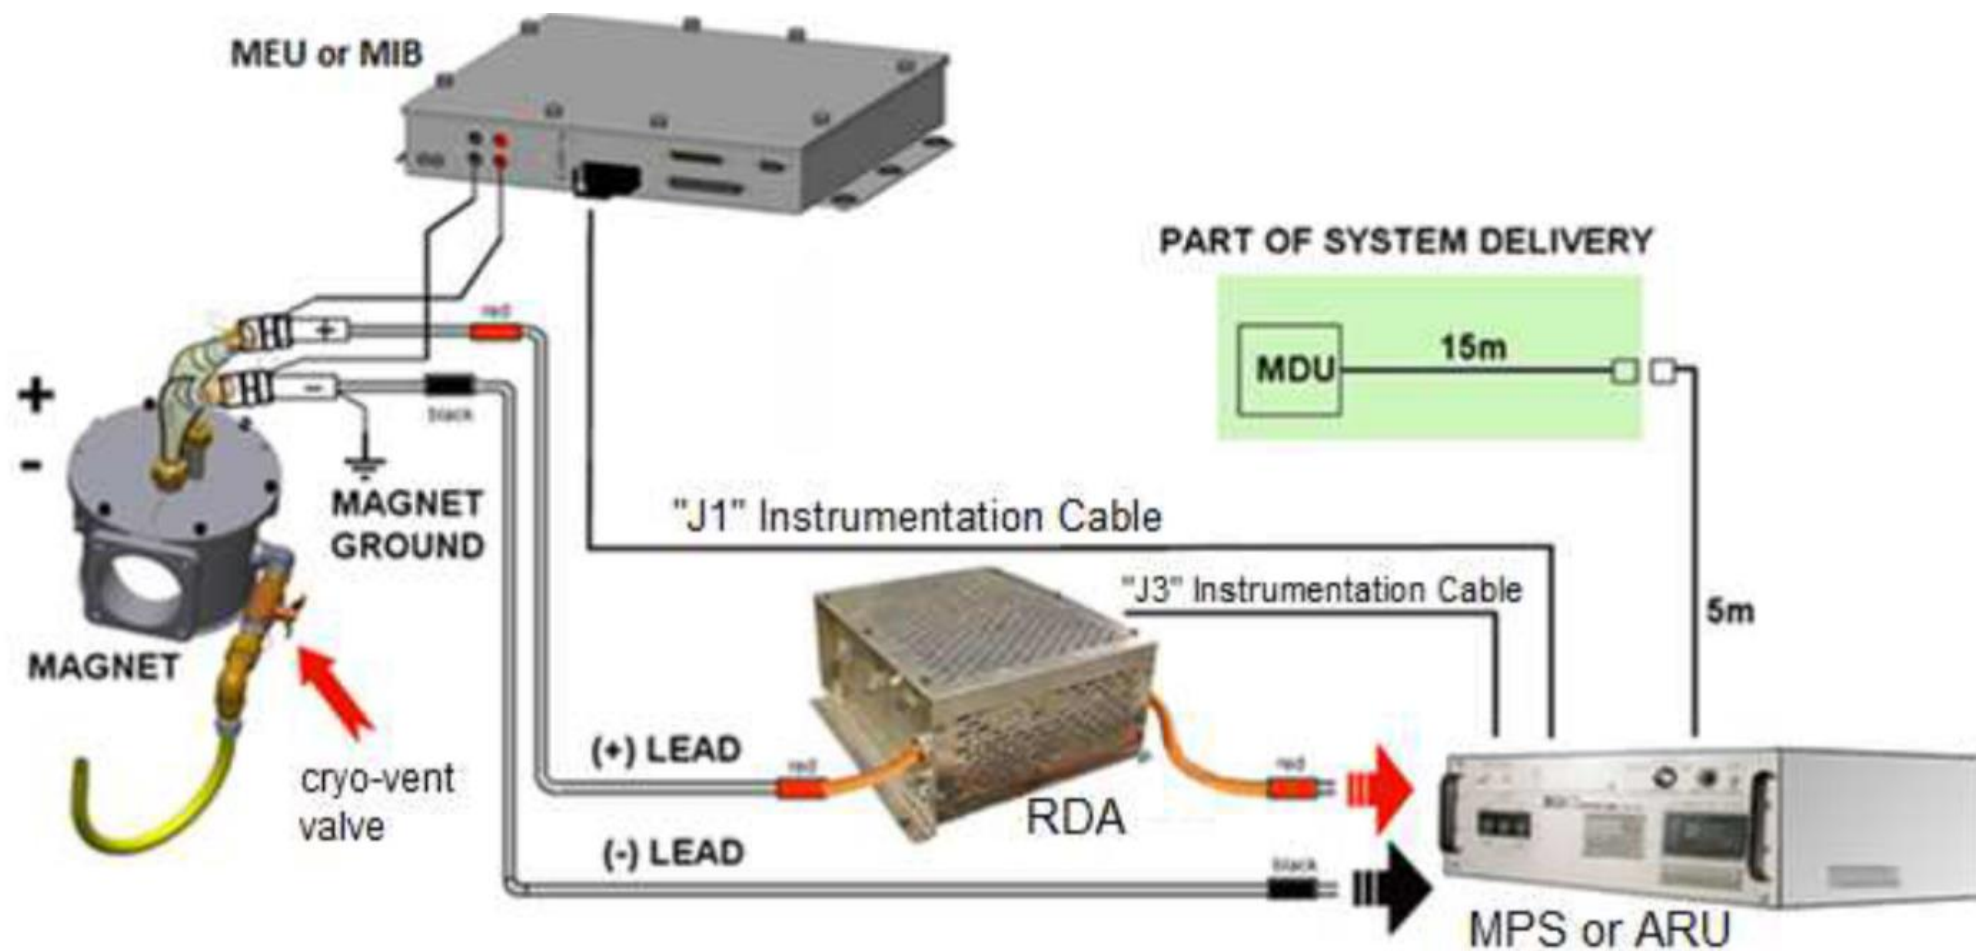 MEU or MIB
PART OF SYSTEM DELIVERY
MDU
15m
red
+
-
black
+
-
MAGNET
GROUND
"J1" Instrumentation Cable
"J3" Instrumentation Cable
5m
MAGNET
cryo-vent
valve
(+) LEAD
red
red
RDA
(-) LEAD
black
MPS or ARU